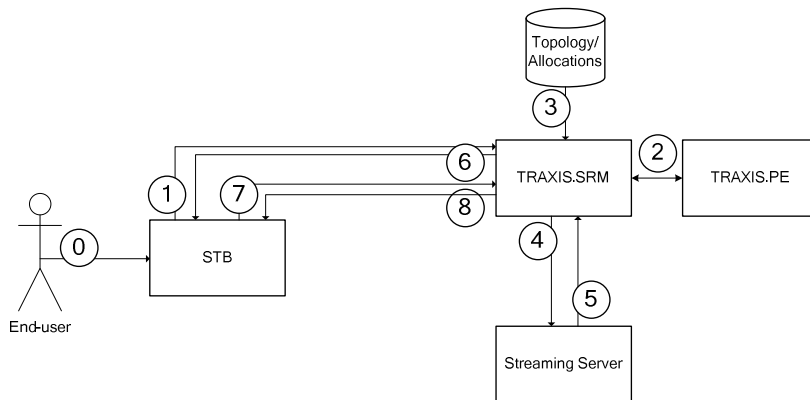 Topology/
Allocations
3
6
2
TRAXIS.SRM
TRAXIS.PE
1
7
8
0
STB
4
5
End-user
Streaming Server